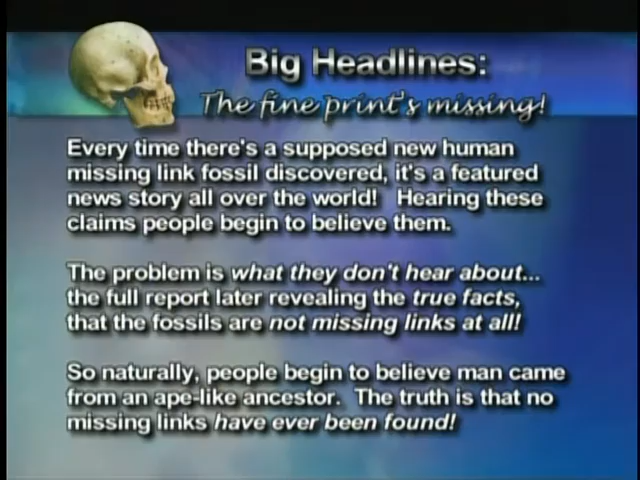 Big Headlines:
The fine print's missing!
Every time there's a supposed new human
missing link fossil discovered, it's a featured
news story all over the world! Hearing these
claims people begin to believe them.
The problem is what they don't hear about...
the full report later revealing the true facts,
that the fossils are not missing links at all!
So naturally, people begin to believe man came
from an ape-like ancestor. The truth is that no
missing links have ever been found!